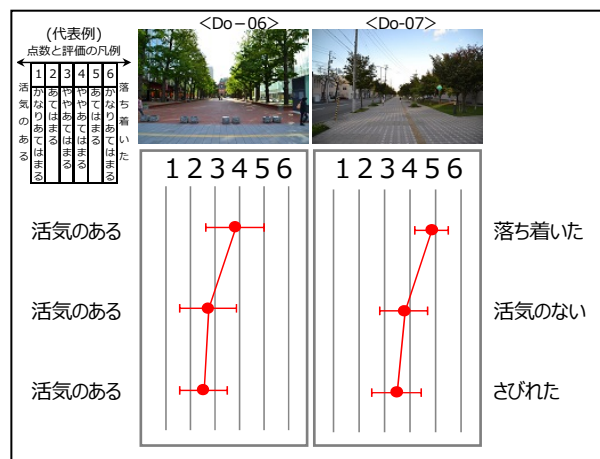 (代表例)
点数と評価の凡例
<Do－06>
<Do-07>
1 2 3 4 5 6
活気のある
かなりあてはまる
あてはまる
ややあてはまる
ややあてはまる
あてはまる
かなりあてはまる
落ち着いた
1 2 3 4 5 6
1 2 3 4 5 6
活気のある
落ち着いた
活気のある
活気のない
活気のある
さびれた